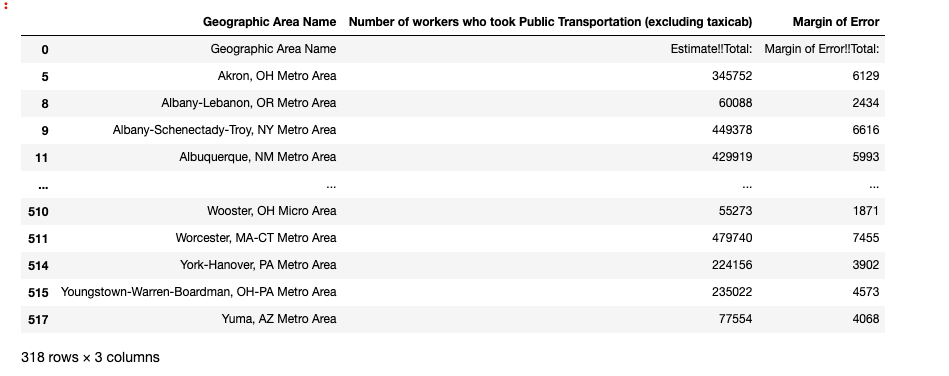 Geographic Area Name Number of workers who took Public Transportation (excluding taxicab) Margin of Error
0 Geographic Area Name Estimate!!Total: Margin of Error!!Total:
5 Akron, OH Metro Area 345752 6129
8 Albany-Lebanon, OR Metro Area 60088 2434
9 Albany-Schenectady-Troy, NY Metro Area 449378 6616
11 Albuquerque, NM Metro Area 429919 5993
... ... ... ...
510 Wooster, OH Micro Area 55273 1871
511 Worcester, MA-CT Metro Area 479740 7455
514 York-Hanover, PA Metro Area 224156 3902
515 Youngstown-Warren-Boardman, OH-PA Metro Area 235022 4573
517 Yuma, AZ Metro Area 77554 4068
318 rows × 3 columns